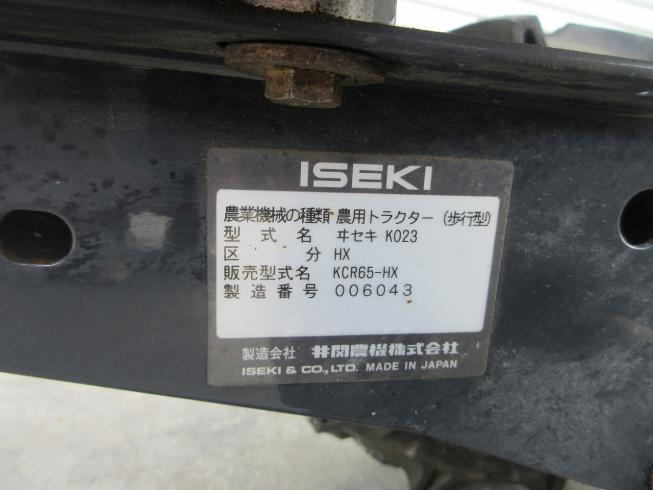 ISEKI
農業機械の種類 農用トラクター (歩行型)
型式名 ヰセキ K023
区分 HX
販売型式名 KCR65-HX
製造番号 006043
製造会社 井関農機株式会社
ISEKI & CO., LTD. MADE IN JAPAN